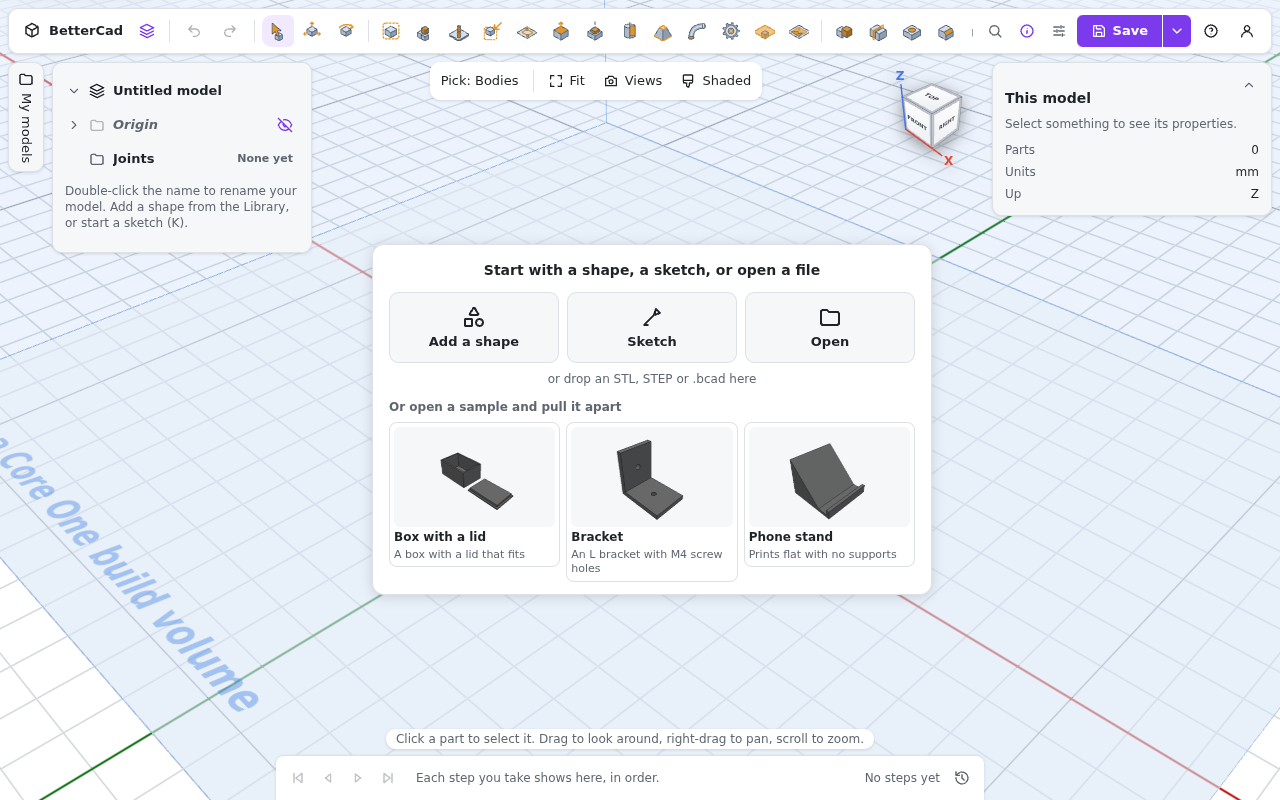 BetterCad
Save
My models
Untitled model
Origin
Joints
None yet
Double-click the name to rename your
model. Add a shape from the Library,
or start a sketch (K).
Pick: Bodies
Fit
Views
Shaded
Z
TOP
FRONT
RIGHT
X
This model
Select something to see its properties.
Parts 0
Units mm
Up Z
Start with a shape, a sketch, or open a file
Add a shape
Sketch
Open
or drop an STL, STEP or .bcad here
Or open a sample and pull it apart
Box with a lid
A box with a lid that fits
Bracket
An L bracket with M4 screw
holes
Phone stand
Prints flat with no supports
Core One build volume
Click a part to select it. Drag to look around, right-drag to pan, scroll to zoom.
Each step you take shows here, in order.
No steps yet